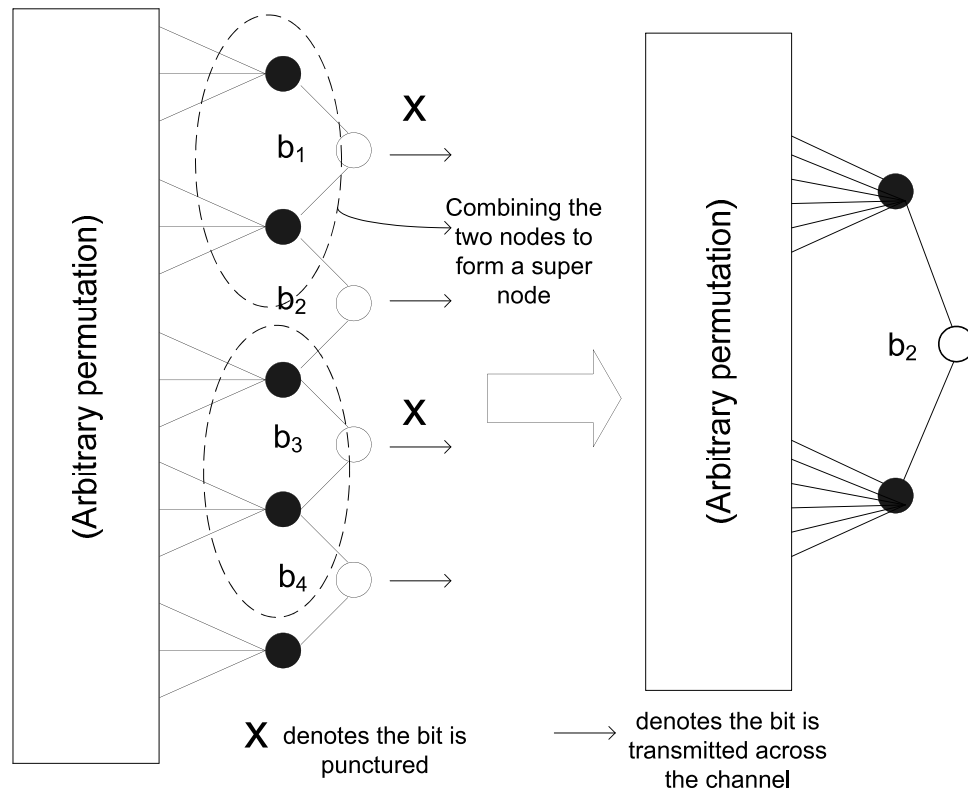 (Arbitrary permutation)
b1
b2
b3
b4
X
X
Combining the
two nodes to
form a super
node
(Arbitrary permutation)
b2
X denotes the bit is
punctured
denotes the bit is
transmitted across
the channel